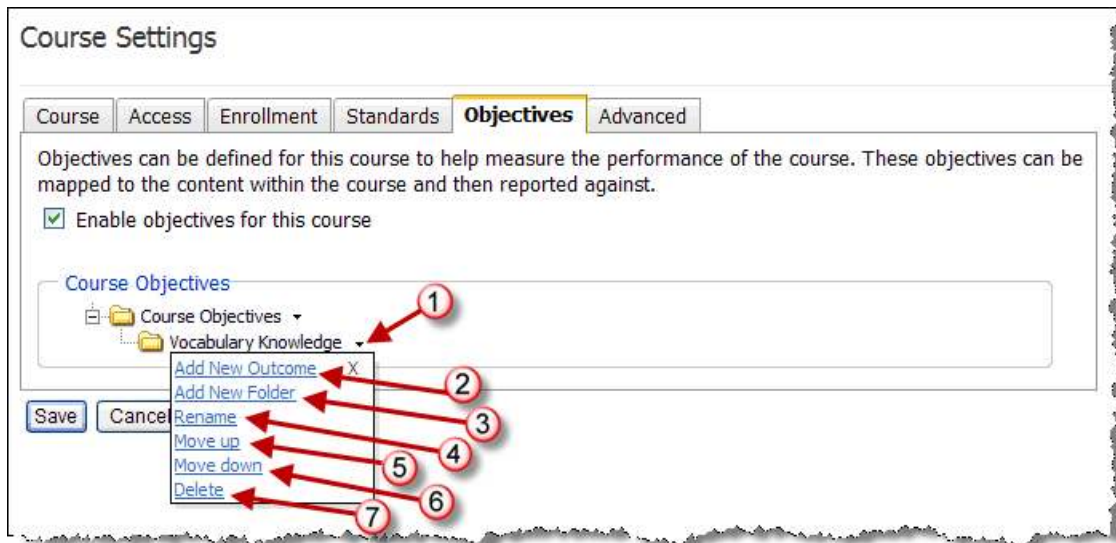 Course Settings
Course Access Enrollment Standards Objectives Advanced
Objectives can be defined for this course to help measure the performance of the course. These objectives can be
mapped to the content within the course and then reported against.
Enable objectives for this course
Course Objectives
Course Objectives
1
Vocabulary Knowledge
Add New Outcome X
2
Add New Folder
3
Save Cancel Rename
4
Move up
5
Move down
6
Delete
7